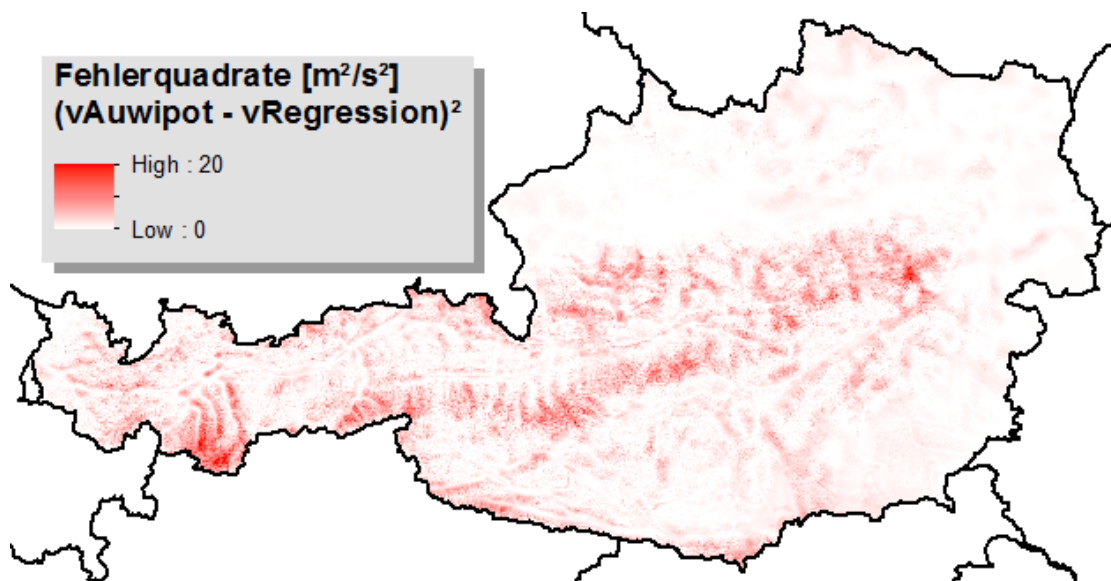 Fehlerquadrate [m²/s²]
(vAuwipot - vRegression)²
High : 20
Low : 0